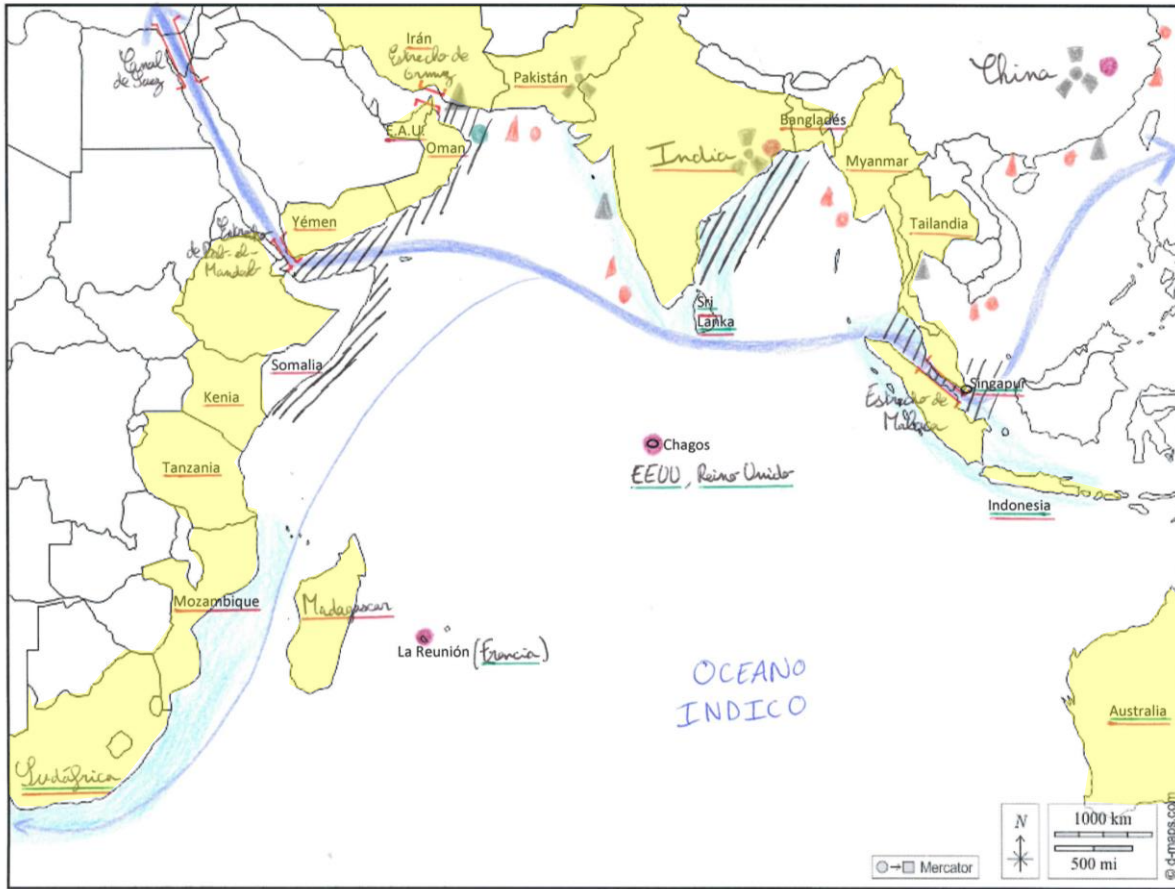 Irán
Estrecho de
Ormuz
Canal
de Suez
Pakistán
China
E.A.U.
Oman
Bangladés
India
Myanmar
Yémen
Tailandia
Estrecho
de Bab-el-
Mandeb
Sri
Lanka
Somalia
Singapur
Kenia
Estrecho de
Malaca
Chagos
EEUU, Reino Unido
Tanzania
Indonesia
Mozambique
Madagascar
La Reunión (Francia)
OCEANO
INDICO
Australia
Sudáfrica
N
1000 km
500 mi
Mercator
© d-maps.com